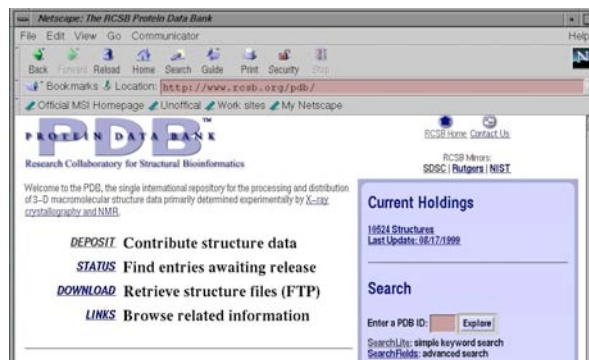 Netscape: The RCSB Protein Data Bank
File Edit View Go Communicator Help
Back Forward Reload Home Search Guide Print Security Stop
Bookmarks Location: http://www.rcsb.org/pdb/
Official MSI Homepage Unoffical Work sites My Netscape
PROTEIN DATA BANK
PDB™
Research Collaboratory for Structural Bioinformatics
RCSB Home Contact Us
RCSB Mirrors:
SDSC | Rutgers | NIST
Welcome to the PDB, the single international repository for the processing and distribution
of 3-D macromolecular structure data primarily determined experimentally by X-ray
crystallography and NMR.
DEPOSIT Contribute structure data
STATUS Find entries awaiting release
DOWNLOAD Retrieve structure files (FTP)
LINKS Browse related information
Current Holdings
10524 Structures
Last Update: 08/17/1999
Search
Enter a PDB ID: Explore
SearchLite: simple keyword search
SearchFields: advanced search